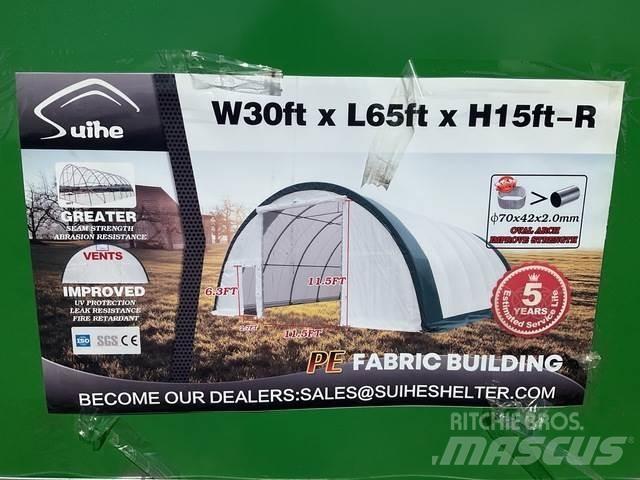 Suihe
W30ft x L65ft x H15ft-R
GREATER
SEAM STRENGTH
ABRASION RESISTANCE
VENTS
IMPROVED
UV PROTECTION
LEAK RESISTANCE
FIRE RETARDANT
ISO SGS CE
6.3FT
11.5FT
11.5FT
>
ф70x42x2.0mm
OVAL ARCH
IMPROVE STRENGTH
5
YEARS
Estimated Service Life
PE FABRIC BUILDING
BECOME OUR DEALERS:SALES@SUIHESHELTER.COM
RITCHIE BROS.
MASCUS